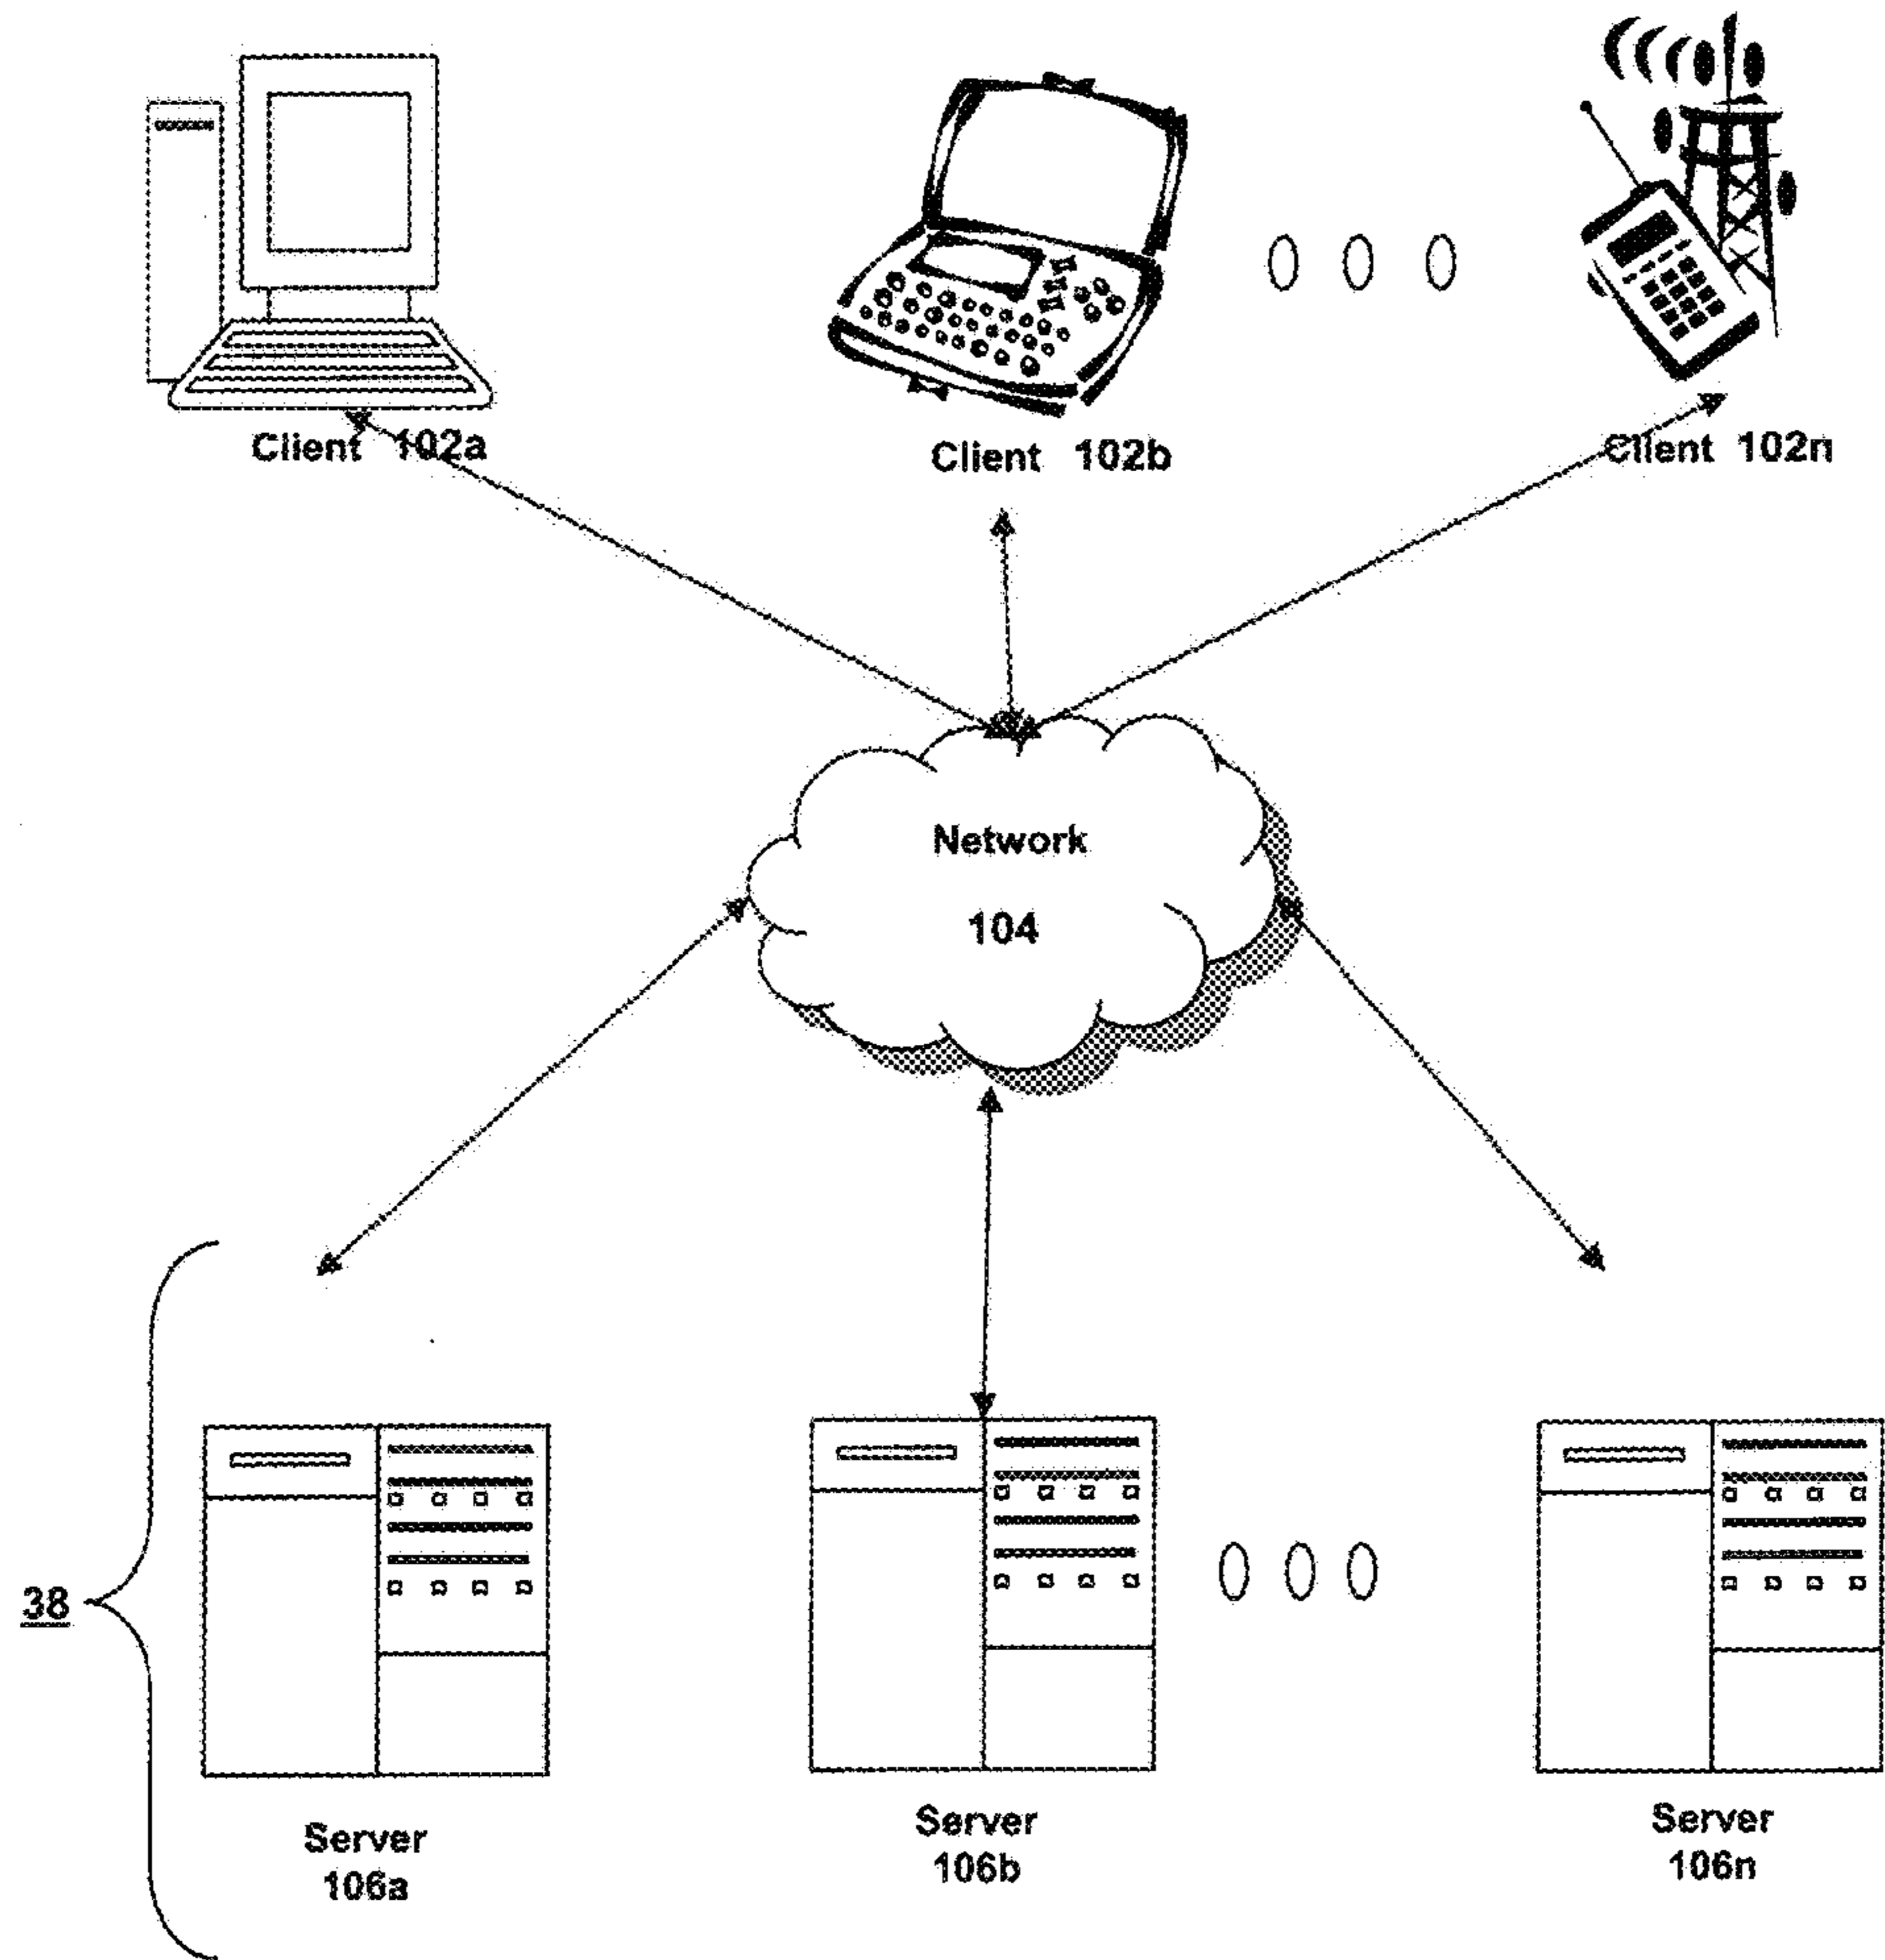 Client 102a
Client 102b
Client 102n
Network
104
38
Server
106a
Server
106b
Server
106n